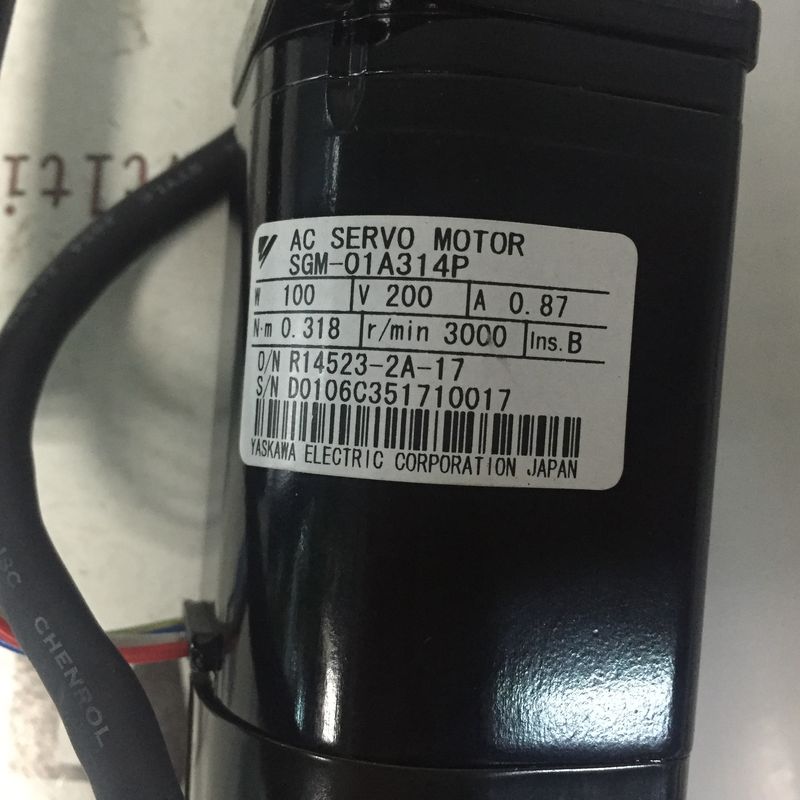 AC SERVO MOTOR
SGM-01A314P
W 100 V 200 A 0.87
N·m 0.318 r/min 3000 Ins. B
O/N R14523-2A-17
S/N D0106C351710017
YASKAWA ELECTRIC CORPORATION JAPAN
CHENROL